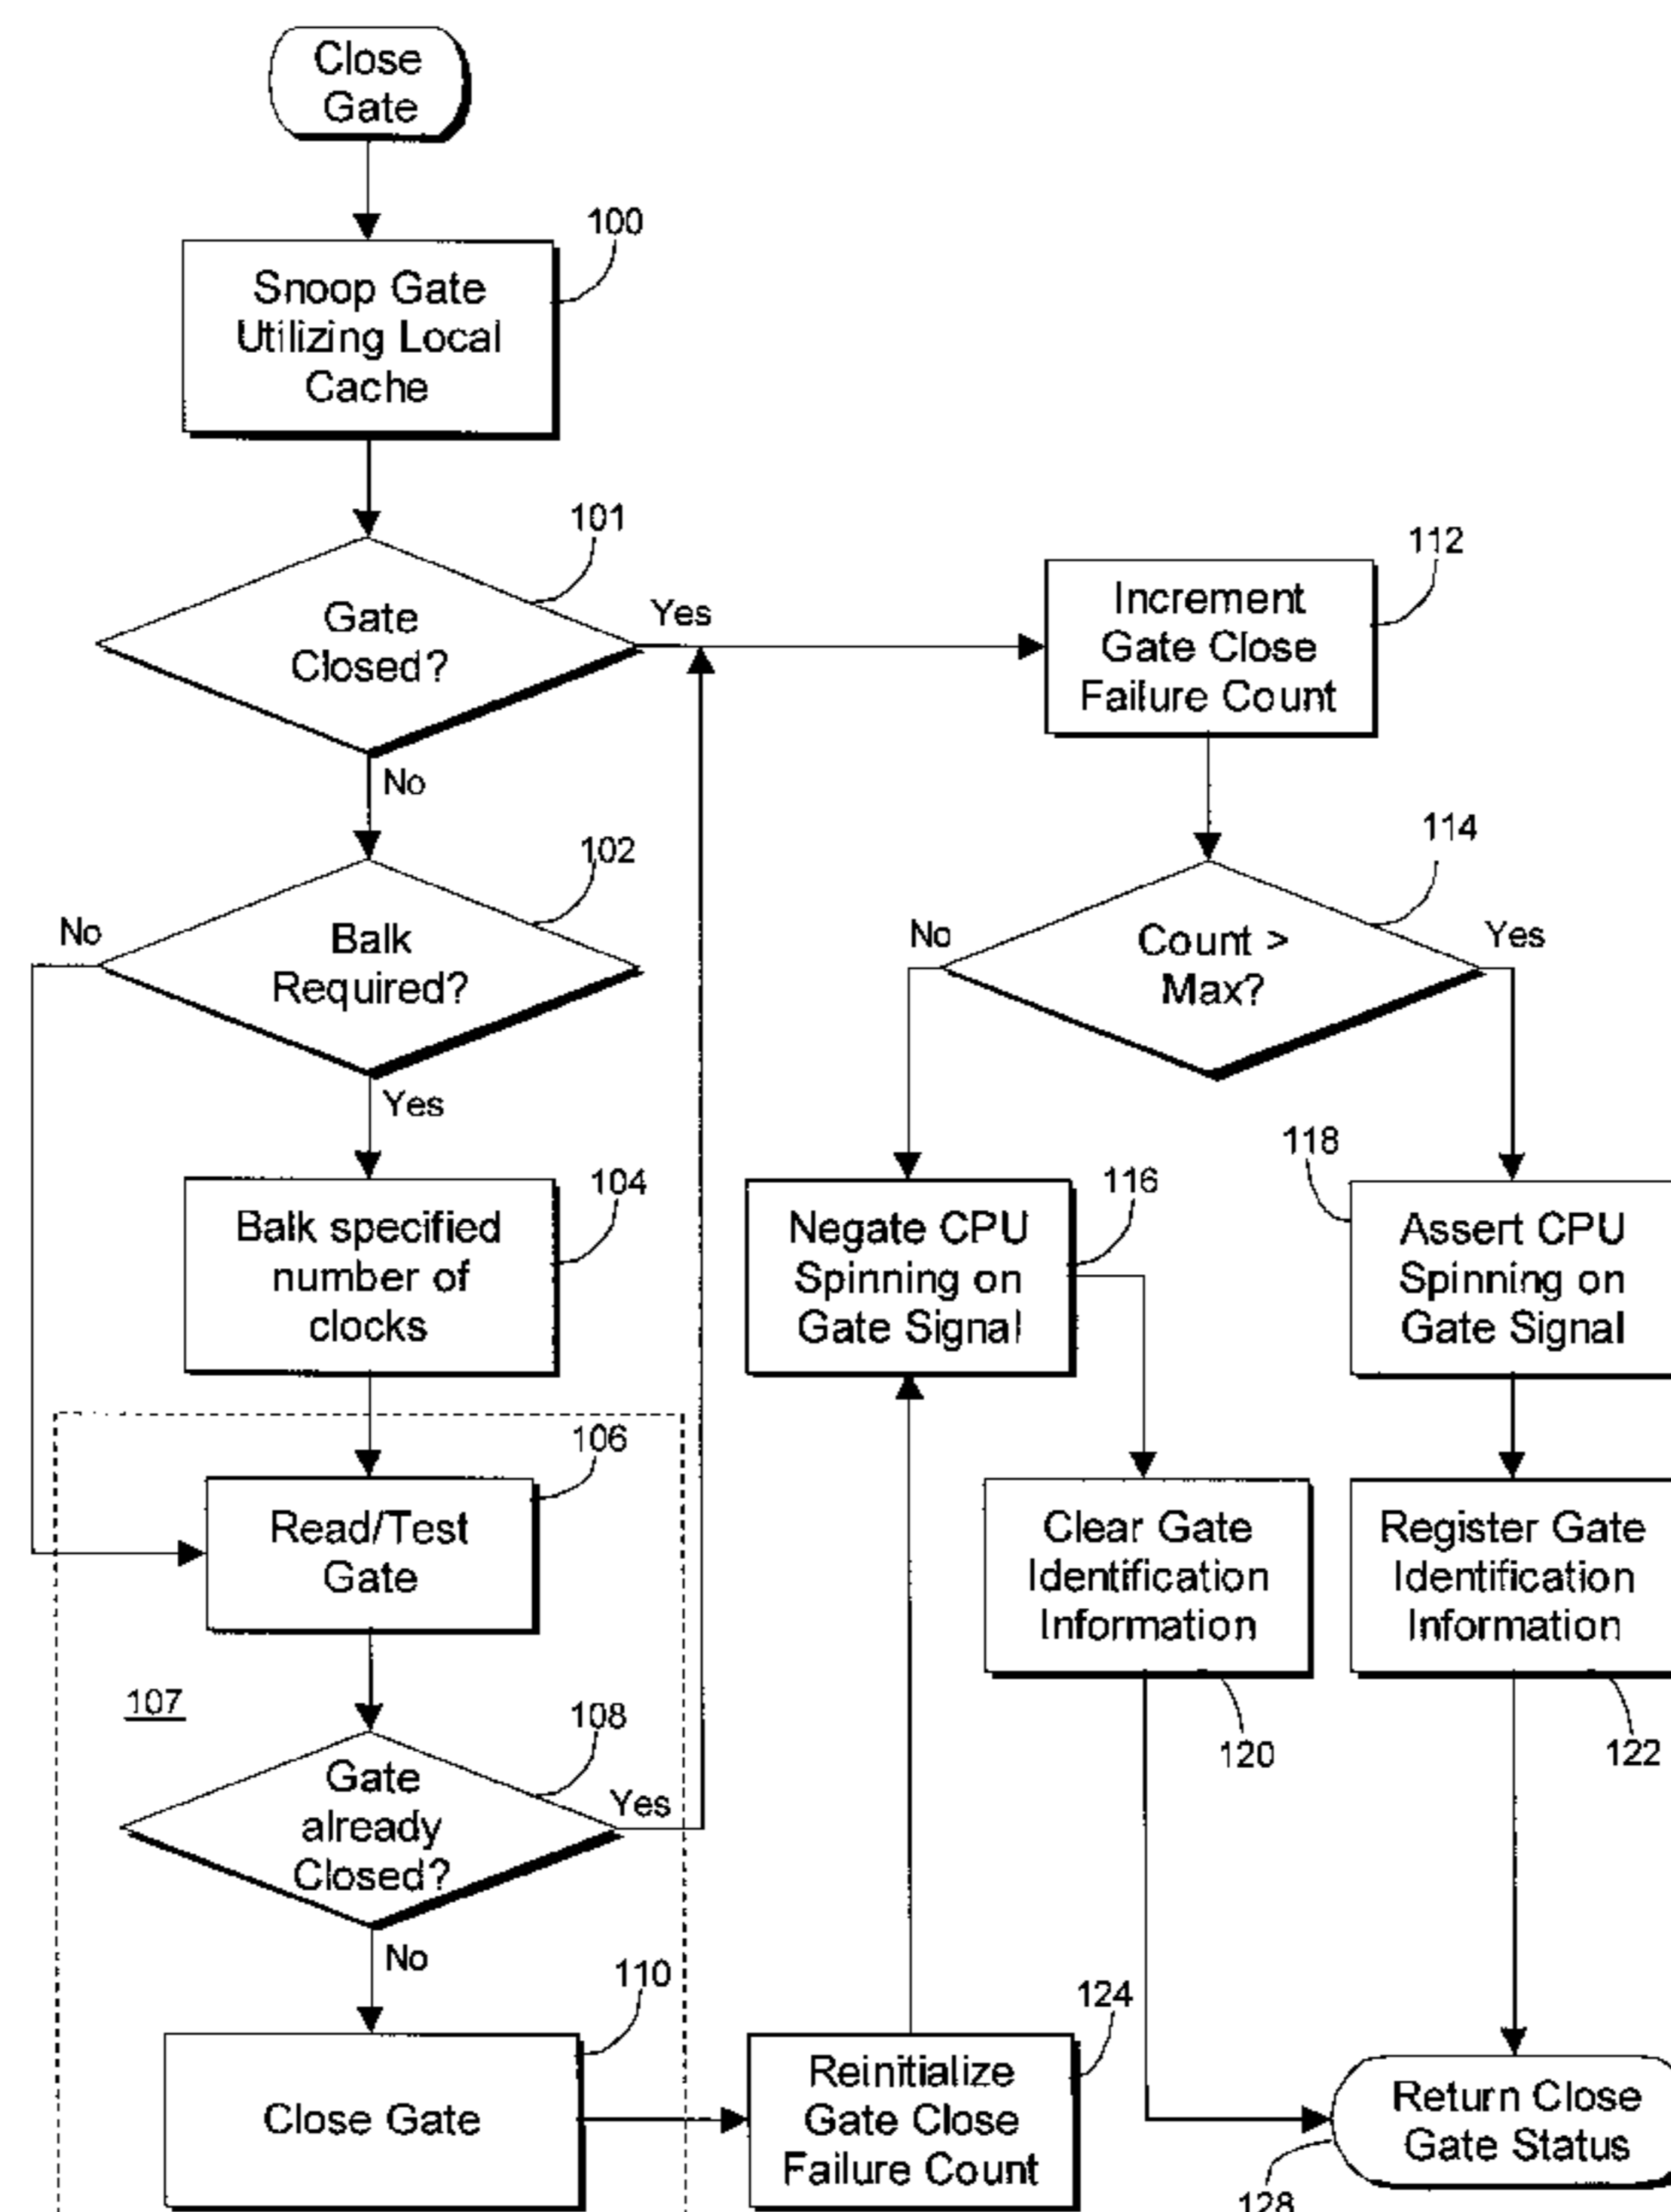 Close
Gate
100
Snoop Gate
Utilizing Local
Cache
101
Gate
Closed?
Yes
No
112
Increment
Gate Close
Failure Count
102
Balk
Required?
No
Yes
114
Count >
Max?
No
Yes
104
Balk specified
number of
clocks
116
Negate CPU
Spinning on
Gate Signal
118
Assert CPU
Spinning on
Gate Signal
106
Read/Test
Gate
Clear Gate
Identification
Information
120
Register Gate
Identification
Information
122
107
108
Gate
already
Closed?
Yes
No
110
Close Gate
124
Reinitialize
Gate Close
Failure Count
Return Close
Gate Status
128